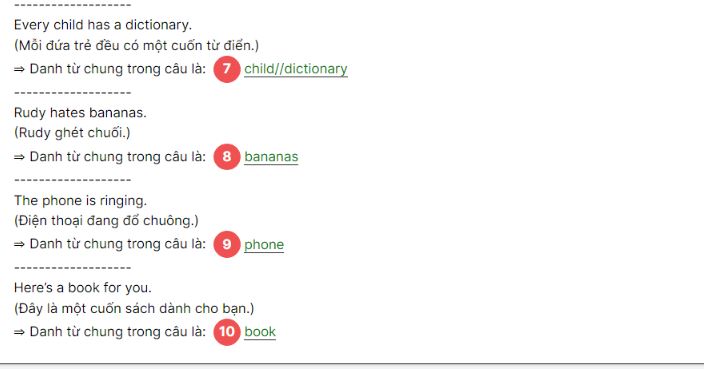 -------------------
Every child has a dictionary.
(Mỗi đứa trẻ đều có một cuốn từ điển.)
⇒ Danh từ chung trong câu là: 7 child//dictionary
-------------------
Rudy hates bananas.
(Rudy ghét chuối.)
⇒ Danh từ chung trong câu là: 8 bananas
-------------------
The phone is ringing.
(Điện thoại đang đổ chuông.)
⇒ Danh từ chung trong câu là: 9 phone
-------------------
Here's a book for you.
(Đây là một cuốn sách dành cho bạn.)
⇒ Danh từ chung trong câu là: 10 book